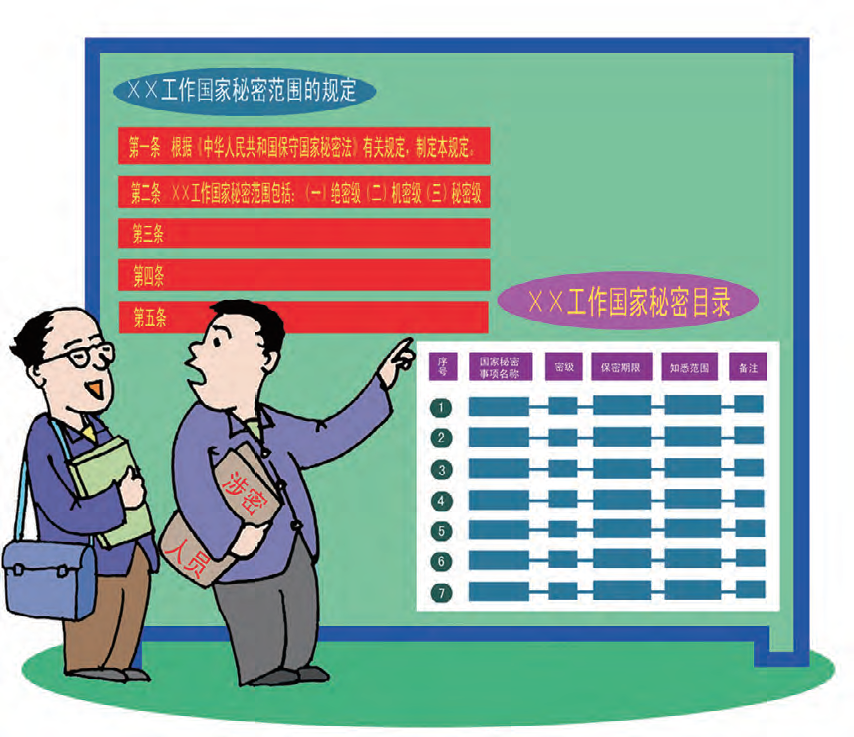 ××工作国家秘密范围的规定
第一条 根据《中华人民共和国保守国家秘密法》有关规定,制定本规定。
第二条 ××工作国家秘密范围包括:(一)绝密级(二)机密级(三)秘密级
第三条
第四条
第五条
××工作国家秘密目录
序号 国家秘密事项名称 密级 保密期限 知悉范围 备注
1
2
3
4
5
6
7
涉密
人员